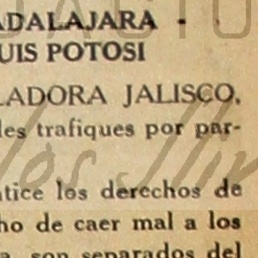 ADALAJARA -
UIS POTOSI
LADORA JALISCO.
les trafiques por par-
tice los derechos de
ho de caer mal a los
a, son separados del